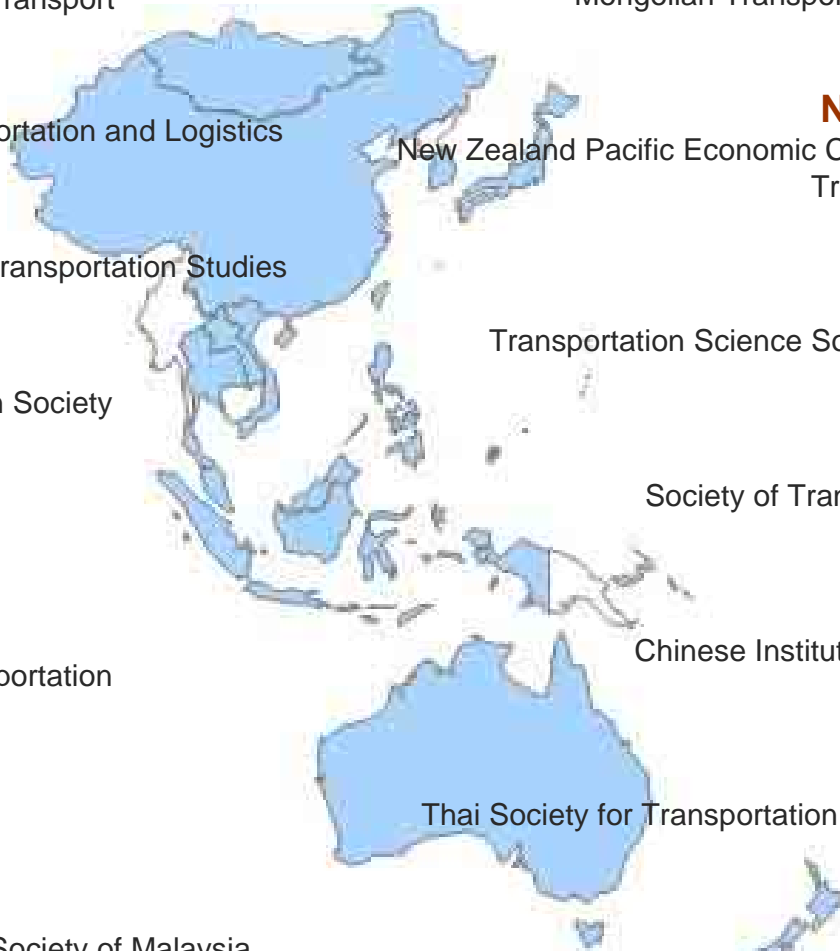 ransport
Mongolian Transpor
N
ortation and Logistics
New Zealand Pacific Economic C
Tr
ransportation Studies
Transportation Science So
n Society
Society of Tran
Chinese Institut
portation
Thai Society for Transportation
Society of Malaysia